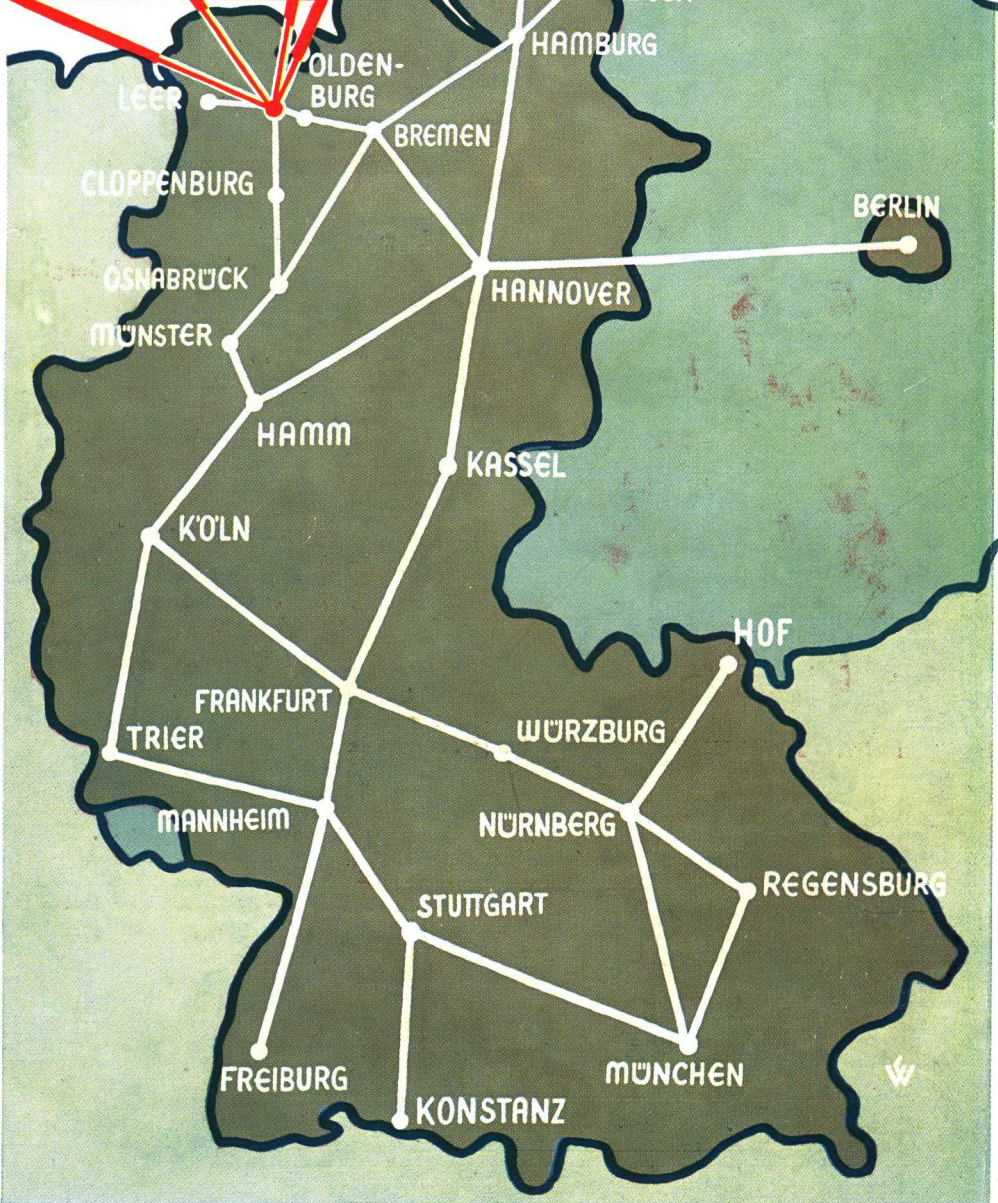 HAMBURG
OLDEN-
BURG
LEER
BREMEN
CLOPPENBURG
BERLIN
OSNABRÜCK
HANNOVER
MÜNSTER
HAMM
KASSEL
KÖLN
HOF
FRANKFURT
WÜRZBURG
TRIER
MANNHEIM
NÜRNBERG
REGENSBURG
STUTTGART
FREIBURG
MÜNCHEN
KONSTANZ